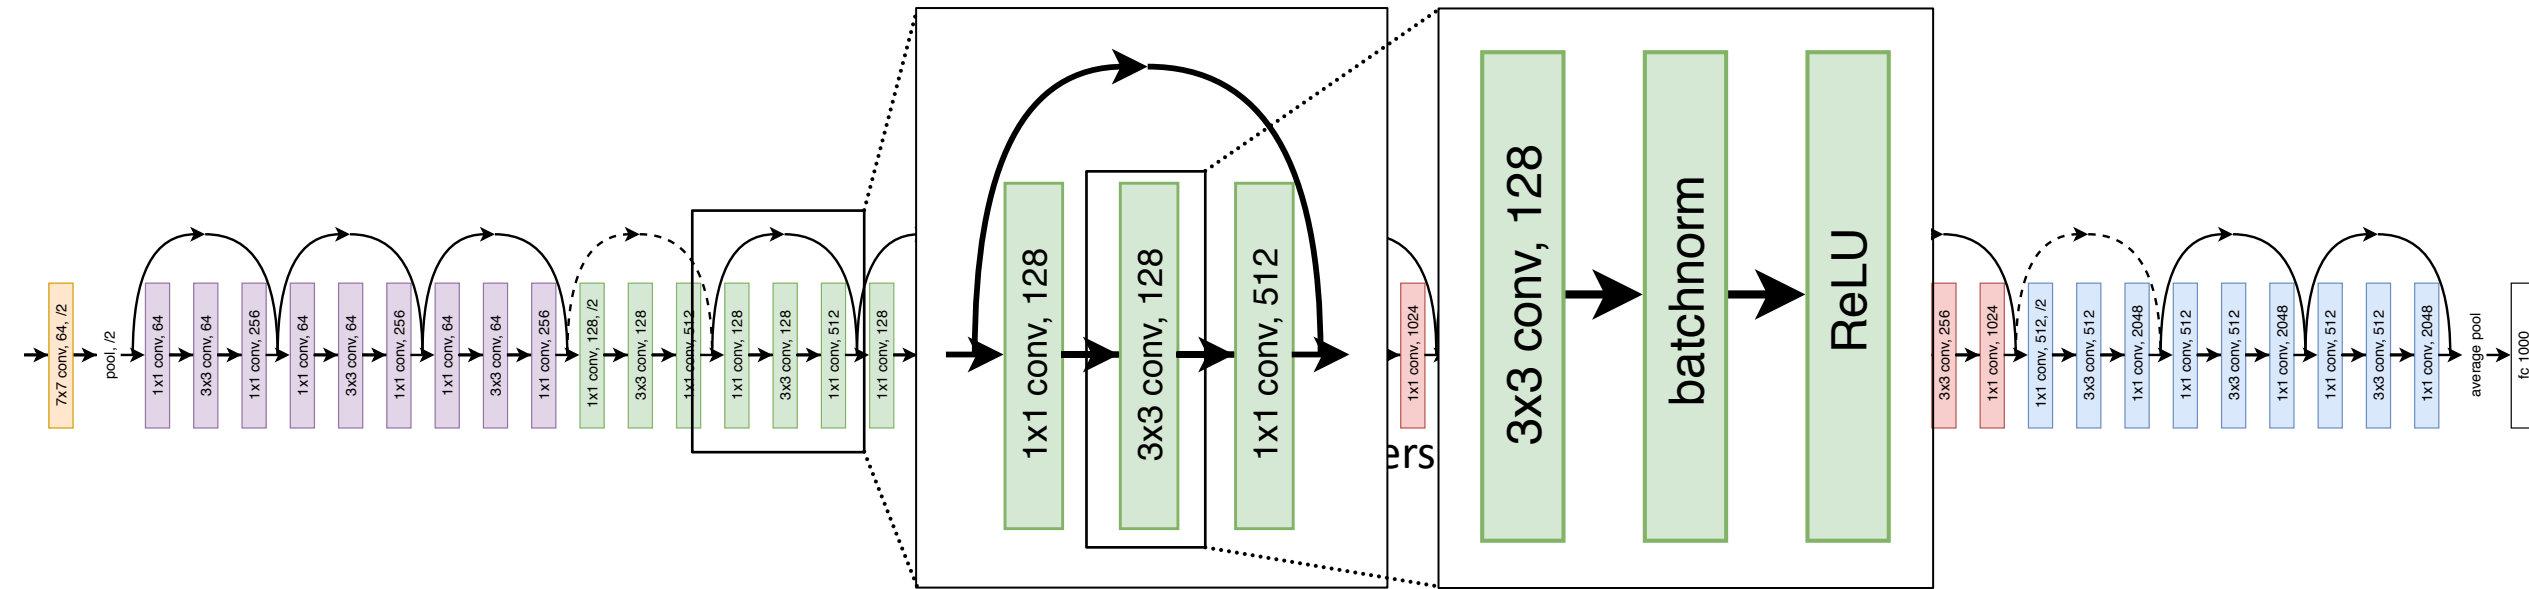 7x7 conv, 64, /2
pool, /2
1x1 conv, 64
3x3 conv, 64
1x1 conv, 256
1x1 conv, 64
3x3 conv, 64
1x1 conv, 256
1x1 conv, 64
3x3 conv, 64
1x1 conv, 256
1x1 conv, 128, /2
3x3 conv, 128
1x1 conv, 512
1x1 conv, 128
3x3 conv, 128
1x1 conv, 512
1x1 conv, 128
1x1 conv, 128
3x3 conv, 128
1x1 conv, 512
1x1 conv, 1024
ers
3x3 conv, 128
batchnorm
ReLU
3x3 conv, 256
1x1 conv, 1024
1x1 conv, 512, /2
3x3 conv, 512
1x1 conv, 2048
1x1 conv, 512
3x3 conv, 512
1x1 conv, 2048
1x1 conv, 512
3x3 conv, 512
1x1 conv, 2048
average pool
fc 1000